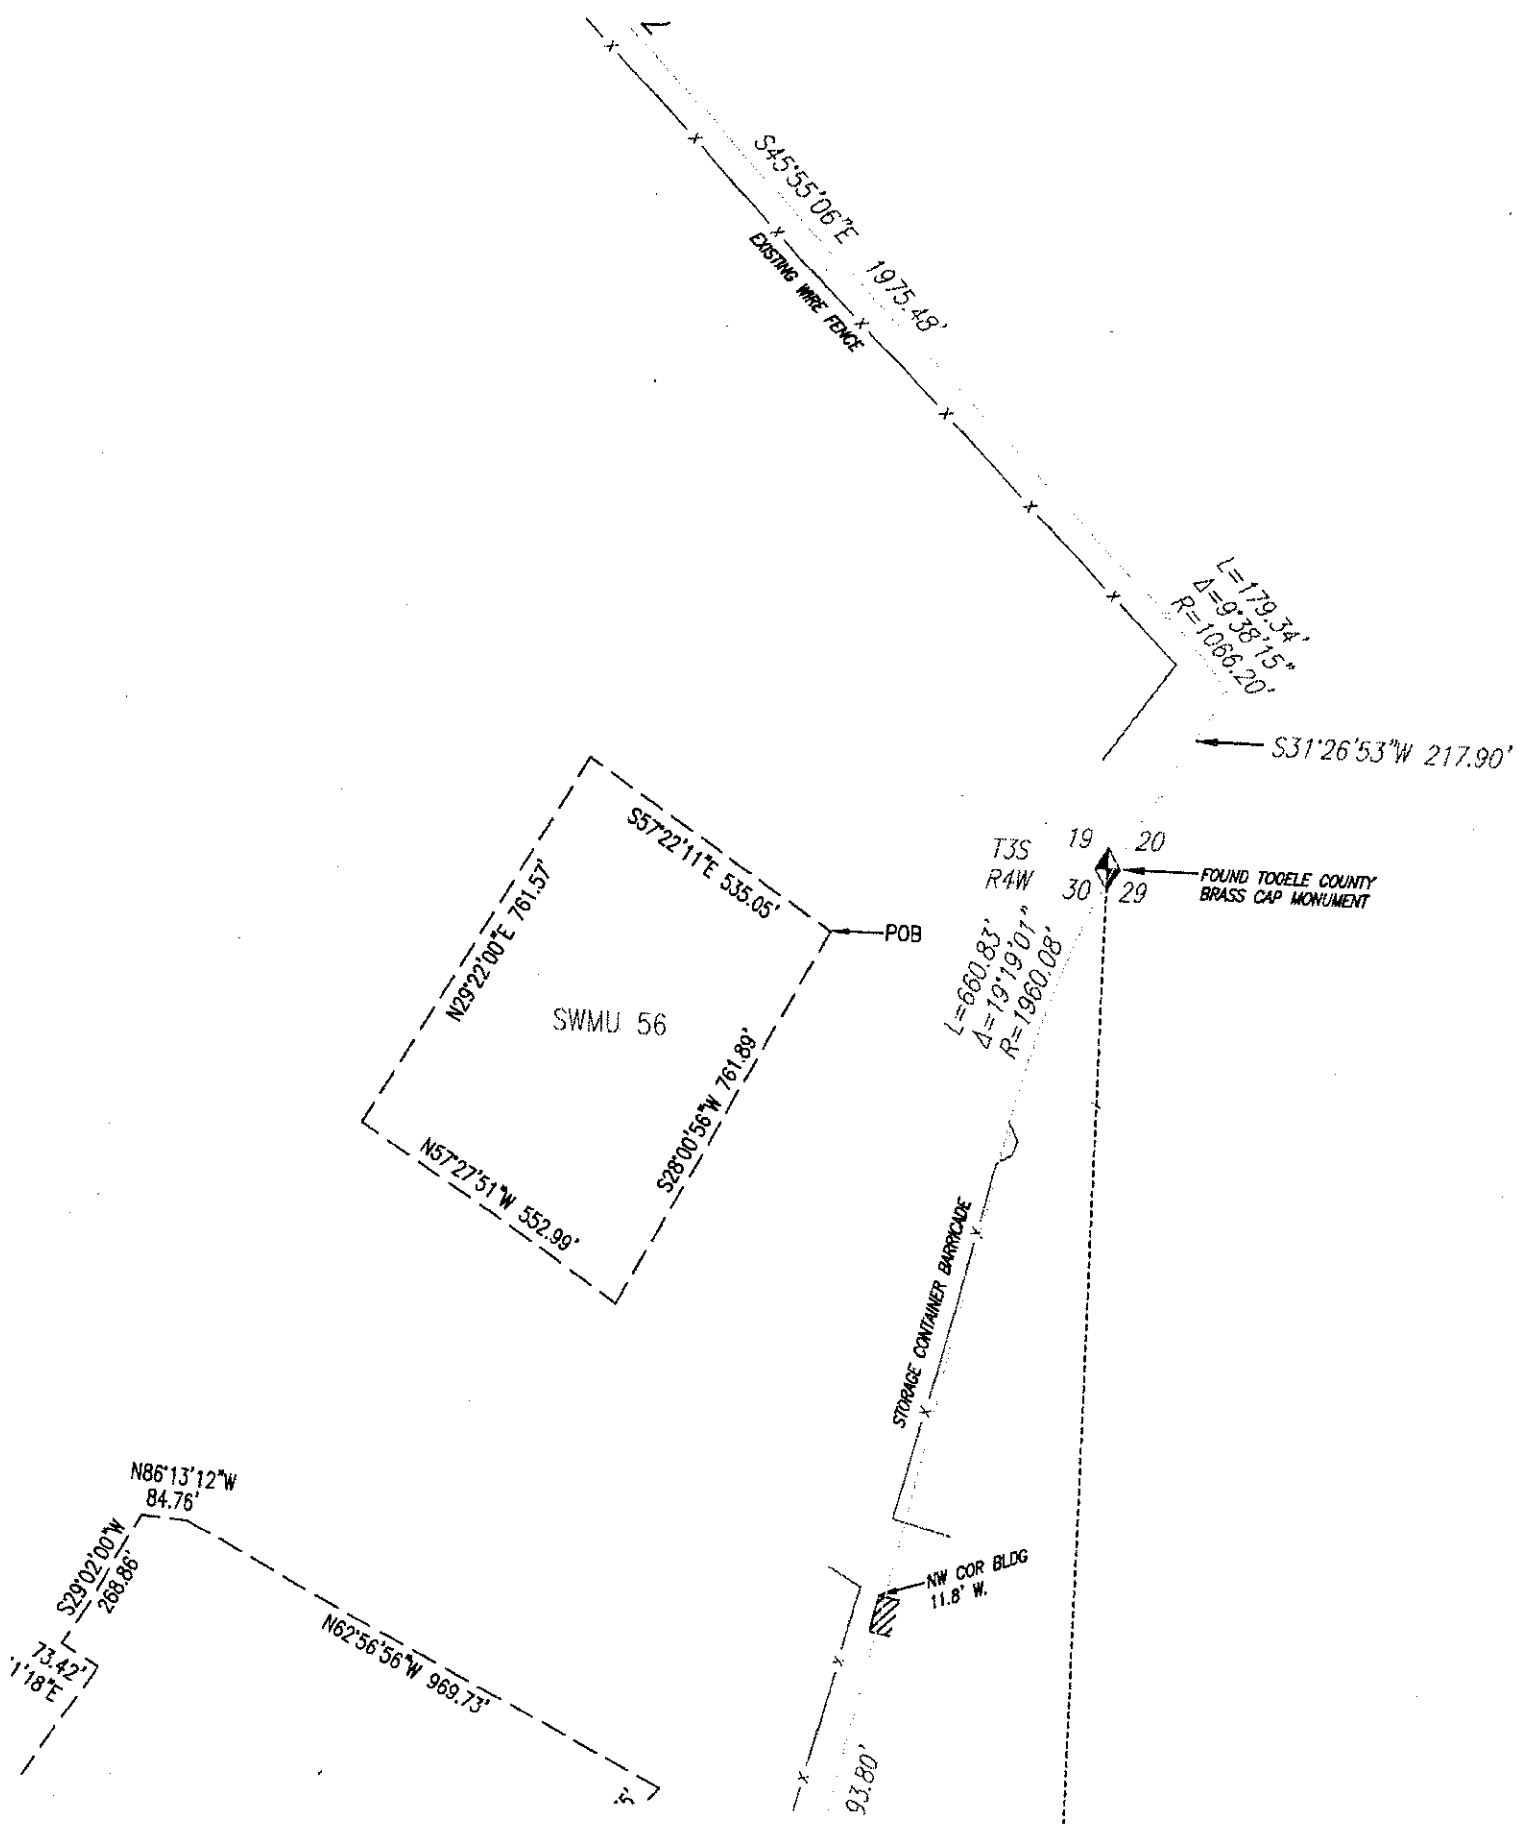 S45°55'06"E 1975.48'
EXISTING WIRE FENCE
L=179.34'
Δ=9°38'15"
R=1066.20'
S31°26'53"W 217.90'
S57°22'11"E 535.05'
N29°22'00"E 761.57'
T3S
R4W
19 20
30 29
FOUND TOOELE COUNTY
BRASS CAP MONUMENT
POB
L=660.83'
Δ=19°19'01"
R=1960.08'
SWMU 56
S28°00'56"W 761.89'
N57°27'51"W 552.99'
STORAGE CONTAINER BARRICADE
N86°13'12"W
84.76'
S29°02'00"W
268.86'
NW COR BLDG
11.8' W.
N62°56'56"W 969.73'
73.42'
'1'18"E
93.80'
5'